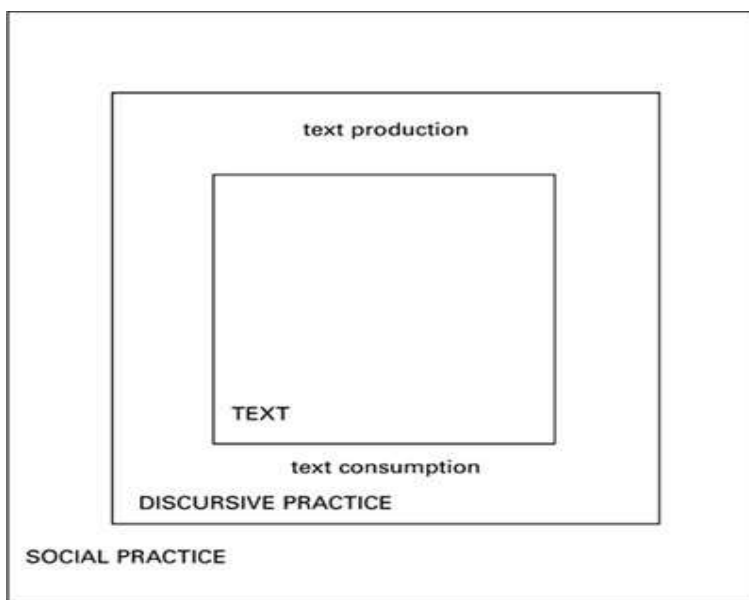 text production
TEXT
text consumption
DISCURSIVE PRACTICE
SOCIAL PRACTICE